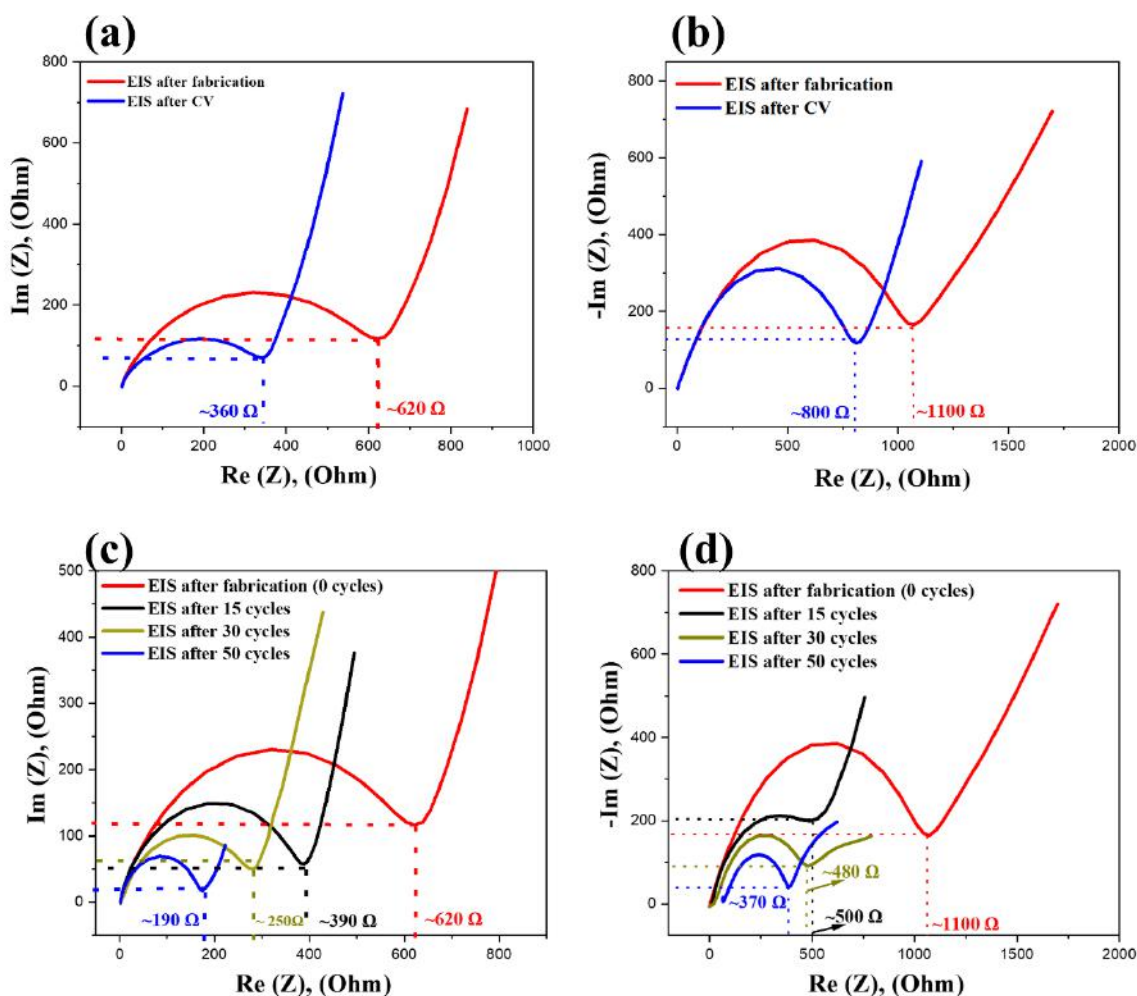 (a)
EIS after fabrication
EIS after CV
Im (Z), (Ohm)
800
600
400
200
0
~360 Ω
~620 Ω
0 200 400 600 800 1000
Re (Z), (Ohm)
(b)
EIS after fabrication
EIS after CV
-Im (Z), (Ohm)
800
600
400
200
0
~800 Ω
~1100 Ω
0 500 1000 1500 2000
Re (Z), (Ohm)
(c)
EIS after fabrication (0 cycles)
EIS after 15 cycles
EIS after 30 cycles
EIS after 50 cycles
Im (Z), (Ohm)
500
400
300
200
100
0
~190 Ω
~ 250Ω
~390 Ω
~620 Ω
0 200 400 600 800
Re (Z), (Ohm)
(d)
EIS after fabrication (0 cycles)
EIS after 15 cycles
EIS after 30 cycles
EIS after 50 cycles
-Im (Z), (Ohm)
800
600
400
200
0
~480 Ω
~370 Ω
~500 Ω
~1100 Ω
0 500 1000 1500 2000
Re (Z), (Ohm)